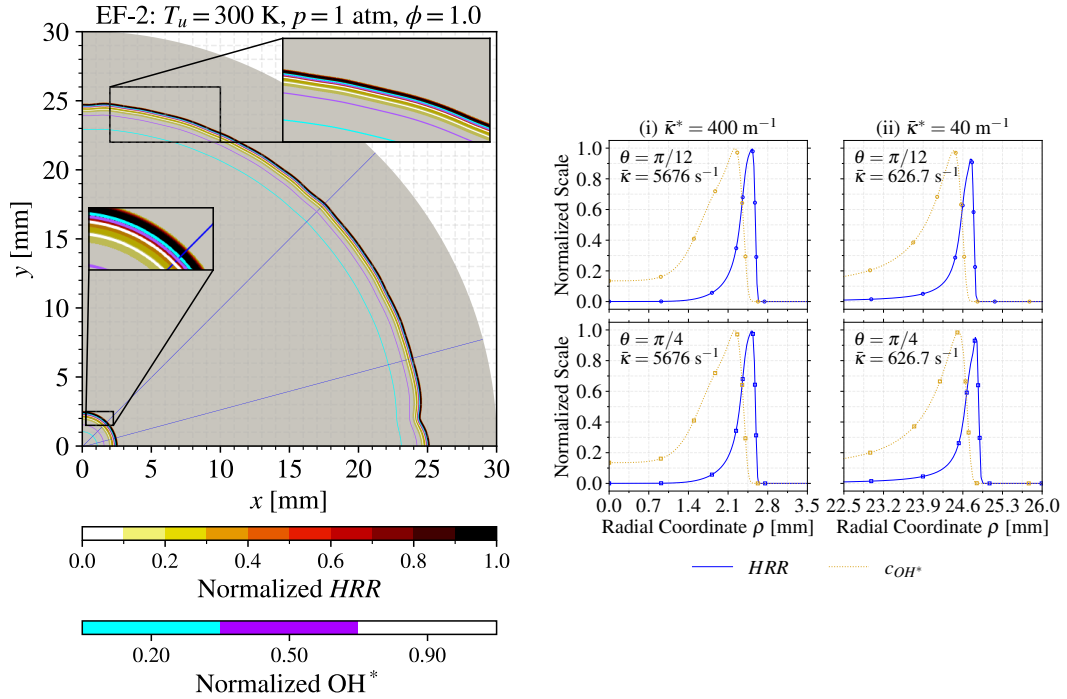 EF-2: T_u = 300 K, p = 1 atm, ϕ = 1.0
30
25
20
15
10
5
0
y [mm]
0 5 10 15 20 25 30
x [mm]
0.0 0.2 0.4 0.6 0.8 1.0
Normalized HRR
0.20 0.50 0.90
Normalized OH*
(i) κ̄* = 400 m⁻¹
(ii) κ̄* = 40 m⁻¹
Normalized Scale
1.0
0.8
0.6
0.4
0.2
0.0
θ = π/12
κ̄ = 5676 s⁻¹
θ = π/12
κ̄ = 626.7 s⁻¹
Normalized Scale
1.0
0.8
0.6
0.4
0.2
0.0
θ = π/4
κ̄ = 5676 s⁻¹
θ = π/4
κ̄ = 626.7 s⁻¹
0.0 0.7 1.4 2.1 2.8 3.5
22.5 23.2 23.9 24.6 25.3 26.0
Radial Coordinate ρ [mm]
Radial Coordinate ρ [mm]
HRR
c_OH*